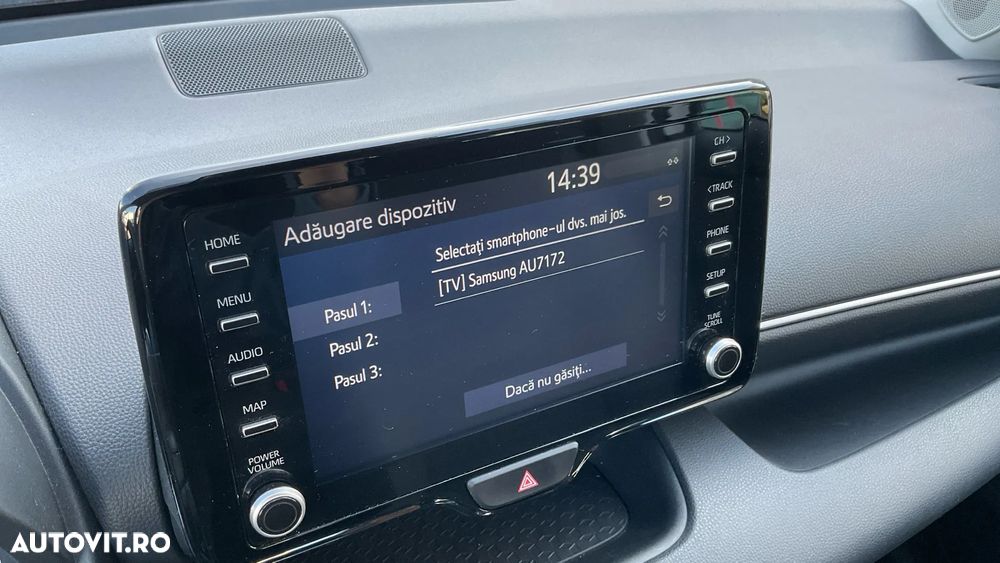 HOME
MENU
AUDIO
MAP
POWER
VOLUME
Adăugare dispozitiv
14:39
Selectați smartphone-ul dvs. mai jos.
[TV] Samsung AU7172
Pasul 1:
Pasul 2:
Pasul 3:
Dacă nu găsiți...
CH >
< TRACK
PHONE
SETUP
TUNE
SCROLL
AUTOVIT.RO